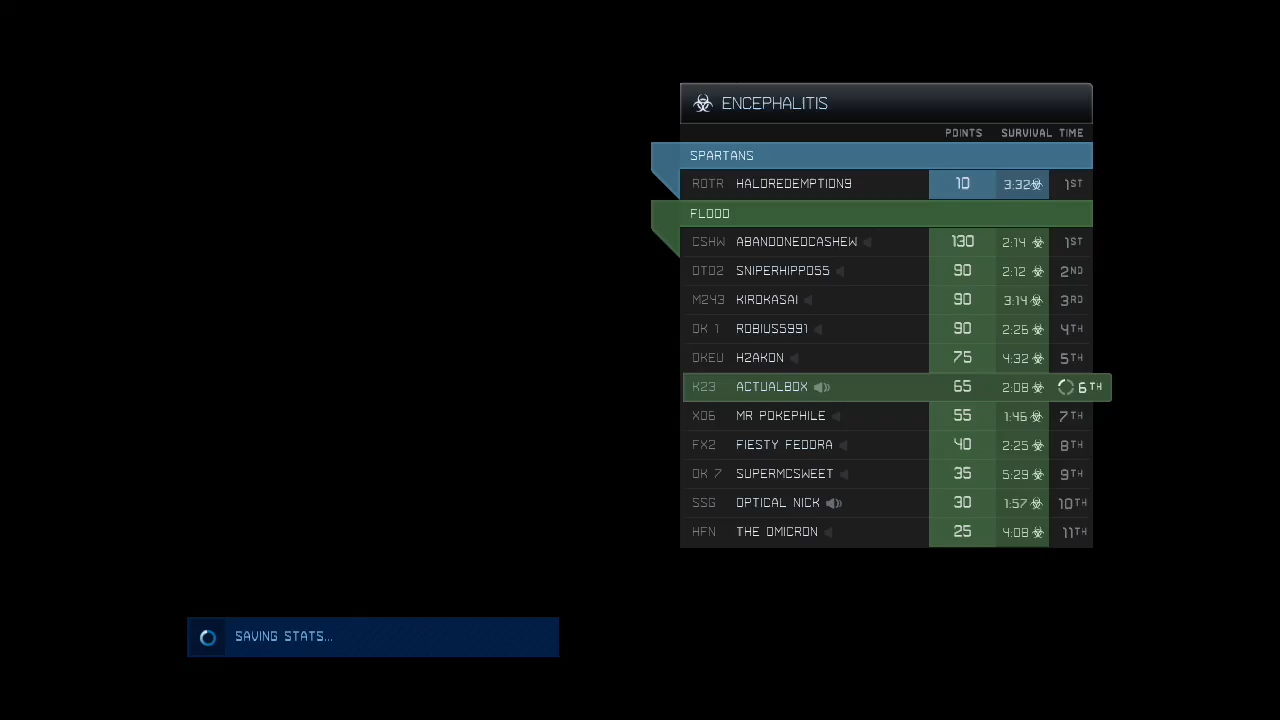 ENCEPHALITIS
POINTS SURVIVAL TIME
SPARTANS
ROTR HALOREDEMPTION9 10 3:32 1ST
FLOOD
CSHW ABANDONEDCASHEW 130 2:14 1ST
DTO2 SNIPERHIPPO55 90 2:12 2ND
M243 KIROKASAI 90 3:14 3RD
OK 1 ROBIUS5991 90 2:26 4TH
OKEU H2AKON 75 4:32 5TH
K23 ACTUALBOX 65 2:08 6TH
X06 MR POKEPHILE 55 1:46 7TH
FX2 FIESTY FEDORA 40 2:25 8TH
OK 7 SUPERMCSWEET 35 5:29 9TH
SSG OPTICAL NICK 30 1:57 10TH
HFN THE OMICRON 25 4:08 11TH
SAVING STATS...